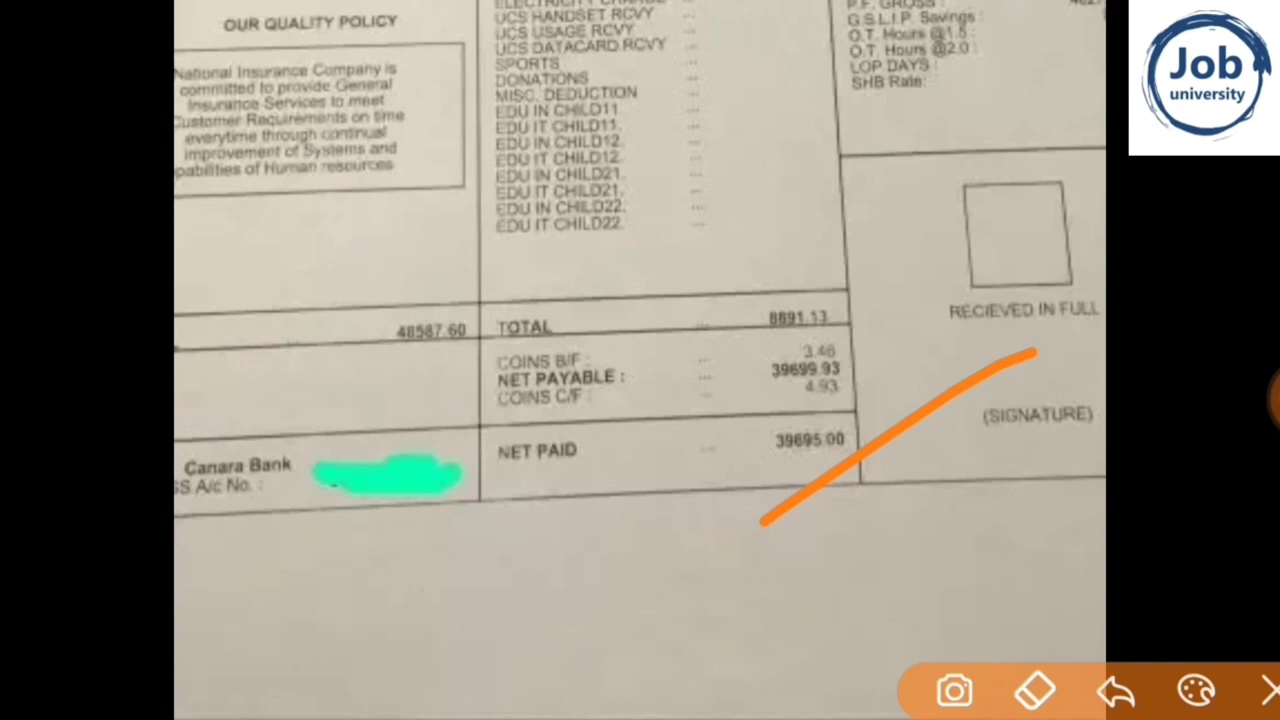 OUR QUALITY POLICY
National Insurance Company is
committed to provide General
Insurance Services to meet
Customer Requirements on time
everytime through continual
improvement of Systems and
pabilities of Human resources
48587.60
Canara Bank
SS A/c No. :
UCS HANDSET RCVY ...
UCS USAGE RCVY ...
UCS DATACARD RCVY ...
SPORTS ...
DONATIONS ...
MISC. DEDUCTION ...
EDU IN CHILD11 ...
EDU IT CHILD11. ...
EDU IN CHILD12. ...
EDU IT CHILD12. ...
EDU IN CHILD21. ...
EDU IT CHILD21. ...
EDU IN CHILD22. ...
EDU IT CHILD22. ...
TOTAL ... 8891.13
COINS B/F : ... 3.46
NET PAYABLE : ... 39699.93
COINS C/F : ... 4.93
NET PAID ... 39695.00
P.F. GROSS :
G.S.L.I.P. Savings :
O.T. Hours @1.5 :
O.T. Hours @2.0 :
LOP DAYS :
SHB Rate:
RECIEVED IN FULL
(SIGNATURE)
Job
university